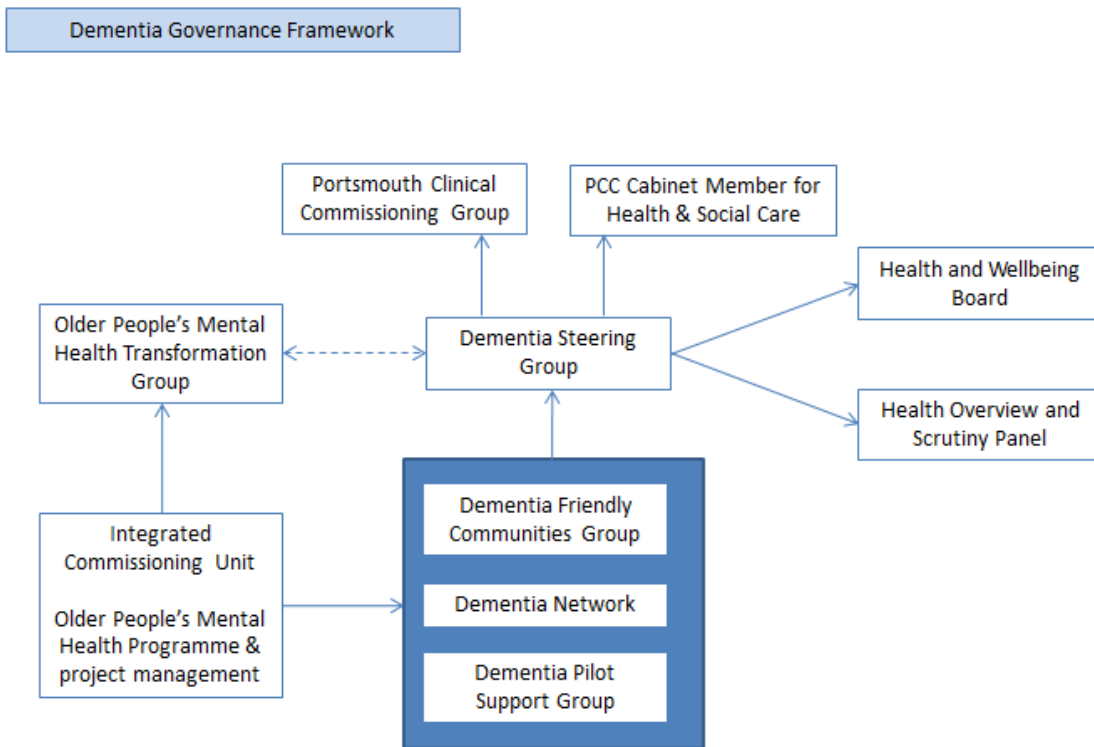 Dementia Governance Framework
Portsmouth Clinical
Commissioning Group
PCC Cabinet Member for
Health & Social Care
Health and Wellbeing
Board
Older People's Mental
Health Transformation
Group
Dementia Steering
Group
Health Overview and
Scrutiny Panel
Integrated
Commissioning Unit
Older People's Mental
Health Programme &
project management
Dementia Friendly
Communities Group
Dementia Network
Dementia Pilot
Support Group